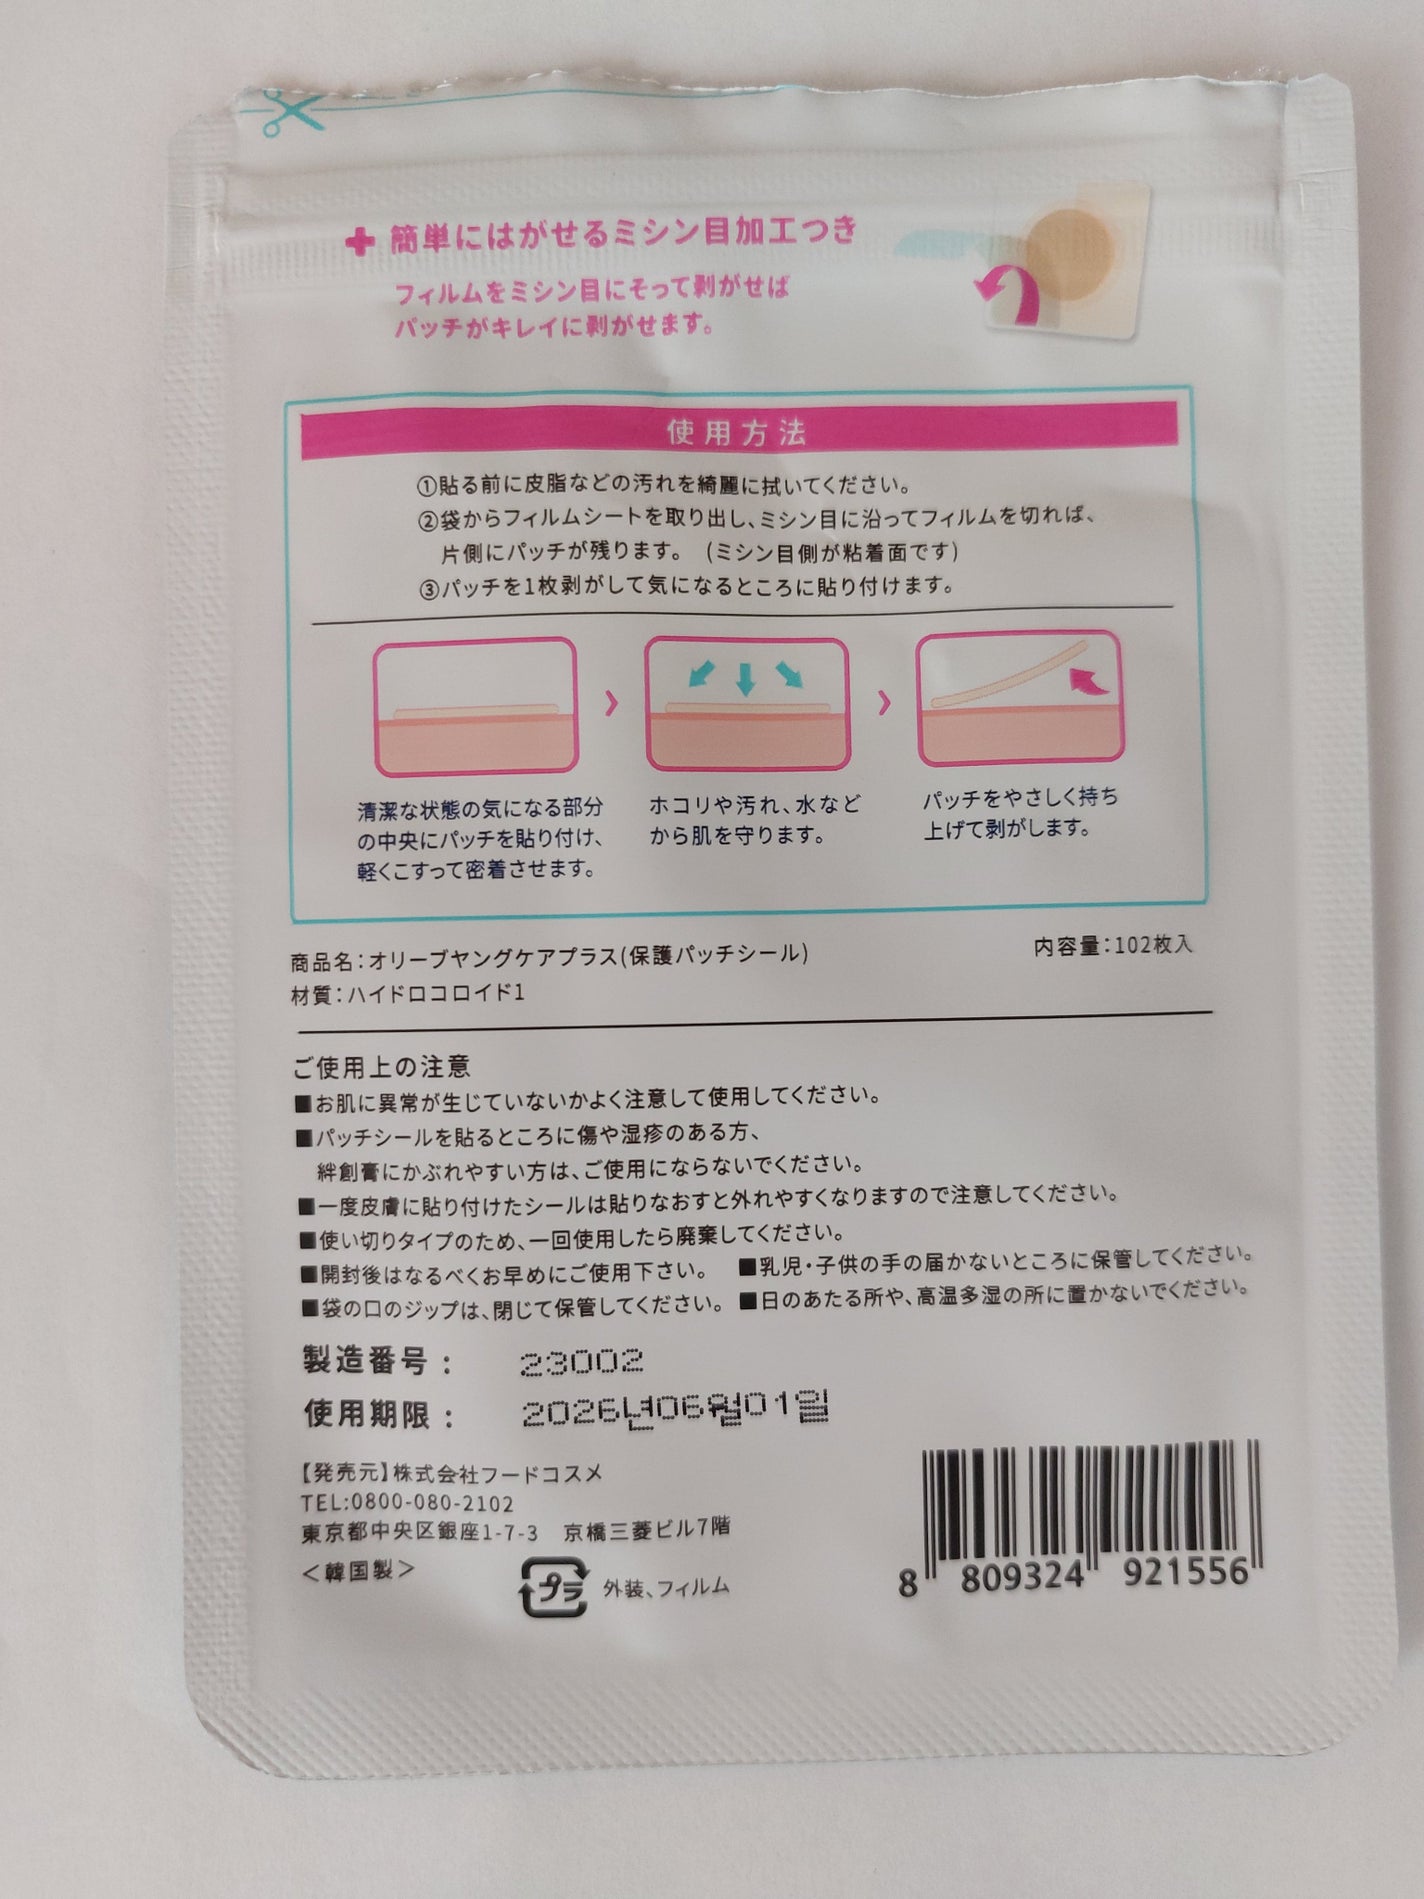 簡単にはがせるミシン目加工つき
フィルムをミシン目にそって剥がせば
パッチがキレイに剥がせます。
使用方法
①貼る前に皮脂などの汚れを綺麗に拭いてください。
②袋からフィルムシートを取り出し、ミシン目に沿ってフィルムを切れば、
片側にパッチが残ります。 (ミシン目側が粘着面です)
③パッチを1枚剥がして気になるところに貼り付けます。
清潔な状態の気になる部分
の中央にパッチを貼り付け、
軽くこすって密着させます。
ホコリや汚れ、水など
から肌を守ります。
パッチをやさしく持ち
上げて剥がします。
商品名：オリーブヤングケアプラス(保護パッチシール)
内容量：102枚入
材質：ハイドロコロイド1
ご使用上の注意
■お肌に異常が生じていないかよく注意して使用してください。
■パッチシールを貼るところに傷や湿疹のある方、
絆創膏にかぶれやすい方は、ご使用にならないでください。
■一度皮膚に貼り付けたシールは貼りなおすと外れやすくなりますので注意してください。
■使い切りタイプのため、一回使用したら廃棄してください。
■開封後はなるべくお早めにご使用下さい。 ■乳児・子供の手の届かないところに保管してください。
■袋の口のジップは、閉じて保管してください。 ■日のあたる所や、高温多湿の所に置かないでください。
製造番号： 23002
使用期限： 2026년06월01일
【発売元】株式会社フードコスメ
TEL:0800-080-2102
東京都中央区銀座1-7-3 京橋三菱ビル7階
＜韓国製＞
プラ 外装、フィルム
8 809324 921556